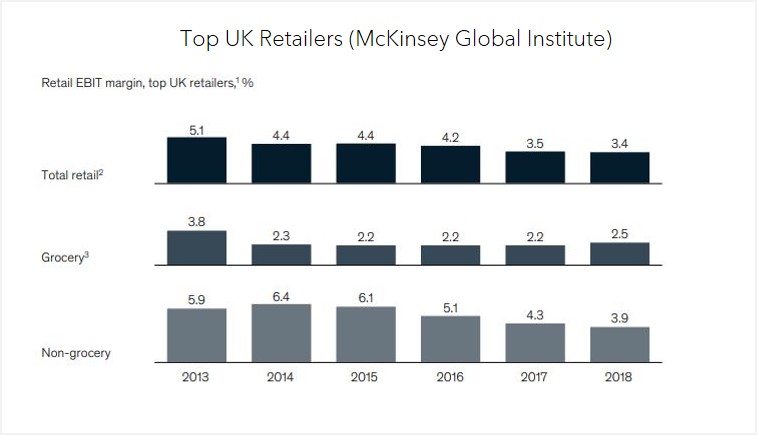 Top UK Retailers (McKinsey Global Institute)
Retail EBIT margin, top UK retailers,¹ %
5.1 4.4 4.4 4.2 3.5 3.4
Total retail²
3.8 2.3 2.2 2.2 2.2 2.5
Grocery³
5.9 6.4 6.1 5.1 4.3 3.9
Non-grocery
2013 2014 2015 2016 2017 2018